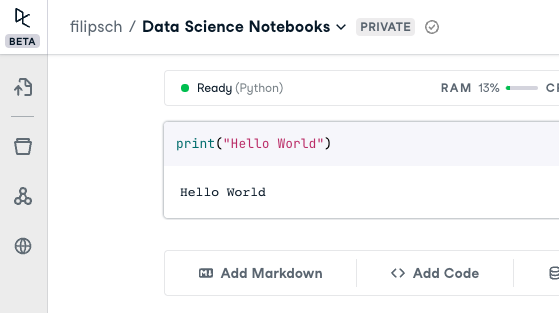 filipsch / Data Science Notebooks PRIVATE
BETA
Ready (Python) RAM 13%
print("Hello World")
Hello World
Add Markdown Add Code